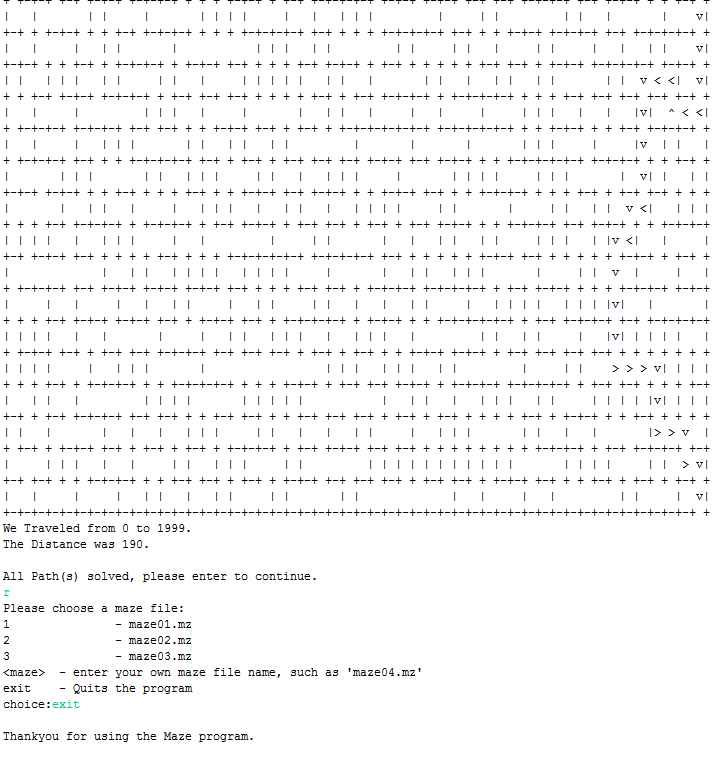 We Traveled from 0 to 1999.
The Distance was 190.
All Path(s) solved, please enter to continue.
r
Please choose a maze file:
1 - maze01.mz
2 - maze02.mz
3 - maze03.mz
<maze> - enter your own maze file name, such as 'maze04.mz'
exit - Quits the program
choice:exit
Thankyou for using the Maze program.